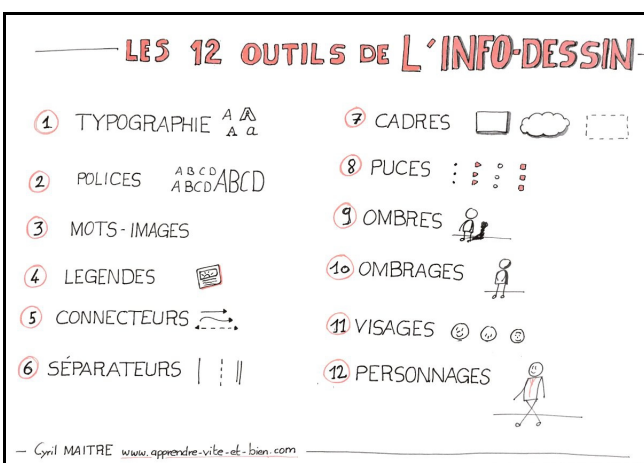 LES 12 OUTILS DE L'INFO-DESSIN
1 TYPOGRAPHIE A A
A a
2 POLICES ABCD
ABCD ABCD
3 MOTS-IMAGES
4 LEGENDES
5 CONNECTEURS
6 SÉPARATEURS
7 CADRES
8 PUCES
9 OMBRES
10 OMBRAGES
11 VISAGES
12 PERSONNAGES
- Cyril MAITRE www.apprendre-vite-et-bien.com